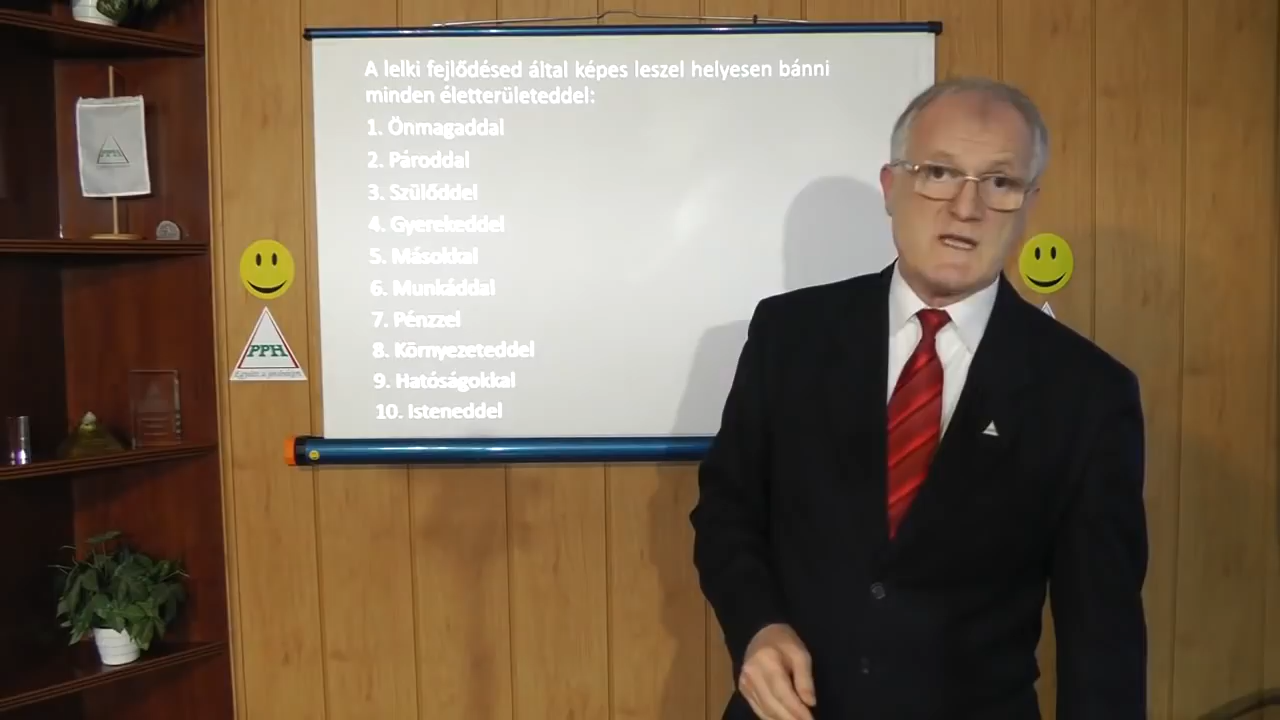 A lelki fejlődésed által képes leszel helyesen bánni
minden életterületeddel:
1. Önmagaddal
2. Pároddal
3. Szülőddel
4. Gyerekeddel
5. Másokkal
6. Munkáddal
7. Pénzzel
8. Környezeteddel
9. Hatóságokkal
10. Isteneddel
PPH